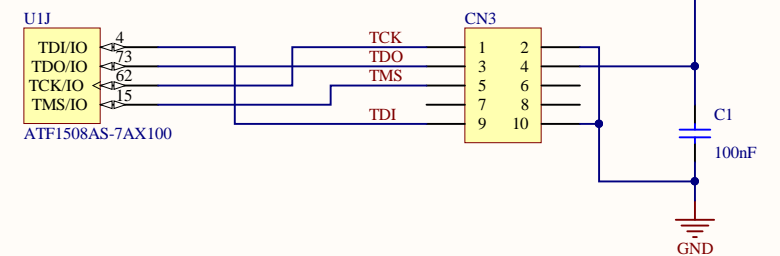 U1J
CN3
TDI/IO 4
TDO/IO 73
TCK/IO 62
TMS/IO 15
ATF1508AS-7AX100
TCK
TDO
TMS
TDI
1 2
3 4
5 6
7 8
9 10
C1
100nF
GND